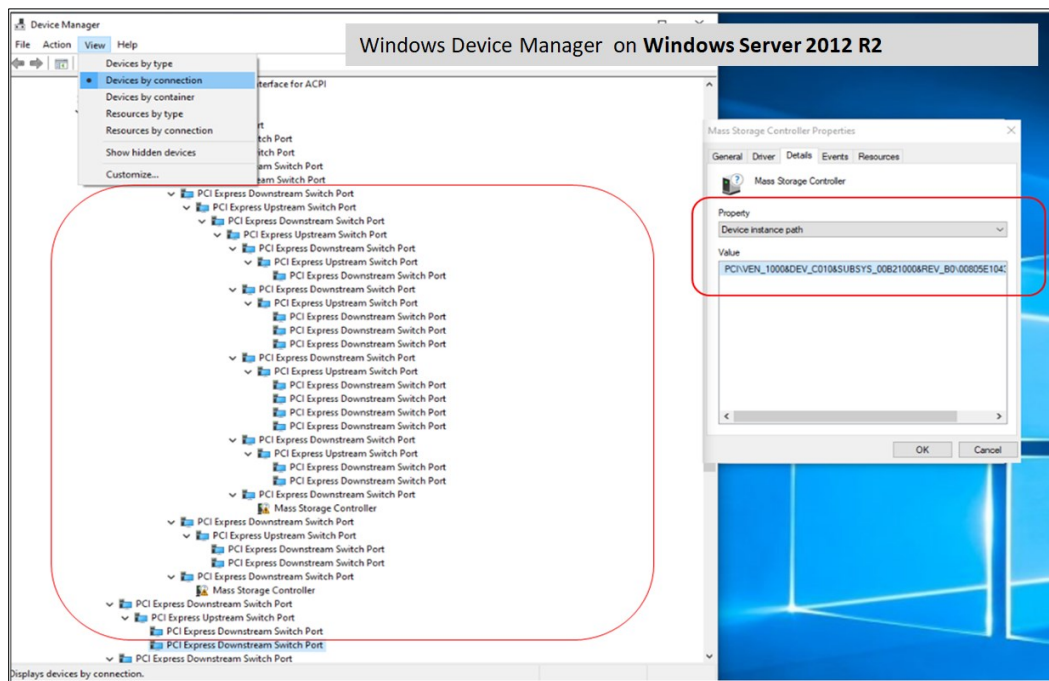 Device Manager
Windows Device Manager on Windows Server 2012 R2
File Action View Help
Devices by type
Devices by connection
Devices by container
Resources by type
Resources by connection
Show hidden devices
Customize...
terface for ACPI
rt
tch Port
itch Port
am Switch Port
eam Switch Port
PCI Express Downstream Switch Port
PCI Express Upstream Switch Port
PCI Express Downstream Switch Port
PCI Express Upstream Switch Port
PCI Express Downstream Switch Port
PCI Express Upstream Switch Port
PCI Express Downstream Switch Port
PCI Express Downstream Switch Port
PCI Express Upstream Switch Port
PCI Express Downstream Switch Port
PCI Express Downstream Switch Port
PCI Express Downstream Switch Port
PCI Express Downstream Switch Port
PCI Express Upstream Switch Port
PCI Express Downstream Switch Port
PCI Express Downstream Switch Port
PCI Express Downstream Switch Port
PCI Express Downstream Switch Port
PCI Express Downstream Switch Port
PCI Express Upstream Switch Port
PCI Express Downstream Switch Port
PCI Express Downstream Switch Port
PCI Express Downstream Switch Port
Mass Storage Controller
PCI Express Downstream Switch Port
PCI Express Upstream Switch Port
PCI Express Downstream Switch Port
PCI Express Downstream Switch Port
PCI Express Downstream Switch Port
Mass Storage Controller
PCI Express Downstream Switch Port
PCI Express Upstream Switch Port
PCI Express Downstream Switch Port
PCI Express Downstream Switch Port
PCI Express Downstream Switch Port
Displays devices by connection.
Mass Storage Controller Properties
General Driver Details Events Resources
Mass Storage Controller
Property
Device instance path
Value
PCI\VEN_1000&DEV_C010&SUBSYS_00B21000&REV_B0\00805E104
OK Cancel